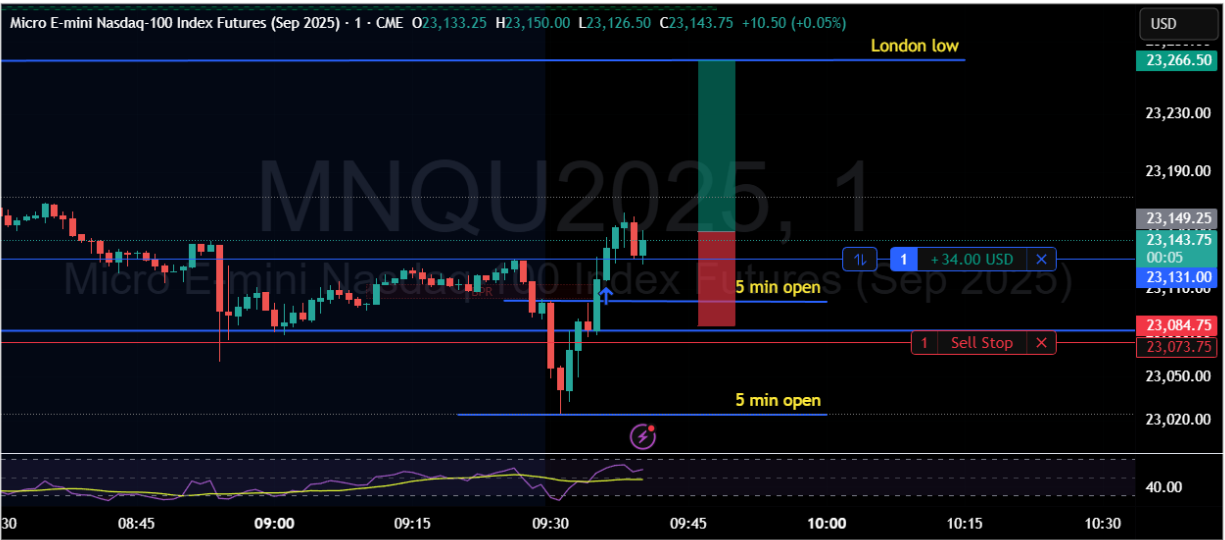 Micro E-mini Nasdaq-100 Index Futures (Sep 2025) · 1 · CME O23,133.25 H23,150.00 L23,126.50 C23,143.75 +10.50 (+0.05%)
USD
London low
23,266.50
23,230.00
MNQU2025, 1
23,190.00
23,149.25
23,143.75
00:05
1 +34.00 USD
23,131.00
Micro E-mini Nasdaq-100 Index Futures (Sep 2025)
23,110.00
5 min open
23,084.75
1 Sell Stop
23,073.75
23,050.00
5 min open
23,020.00
40.00
:30 08:45 09:00 09:15 09:30 09:45 10:00 10:15 10:30